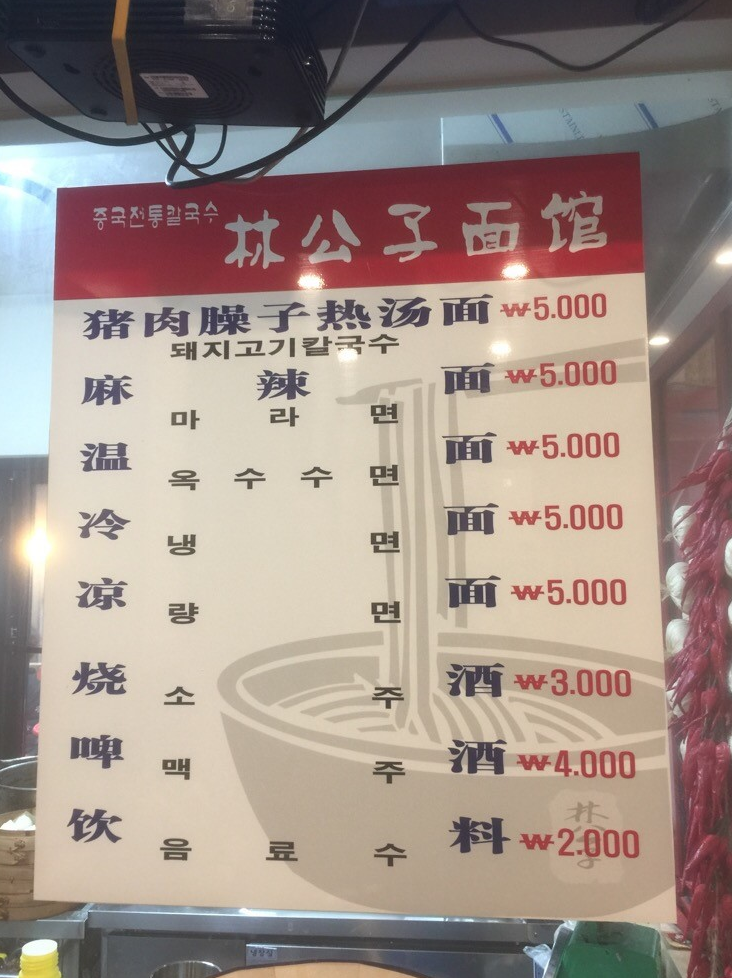 중국전통칼국수 林公子面馆
猪肉臊子热汤面 ₩5.000
돼지고기칼국수
麻辣面 ₩5.000
마라면
温面 ₩5.000
옥수수면
冷面 ₩5.000
냉면
凉面 ₩5.000
량면
烧酒 ₩3.000
소주
啤酒 ₩4.000
맥주
饮料 ₩2.000
음료수
林公子